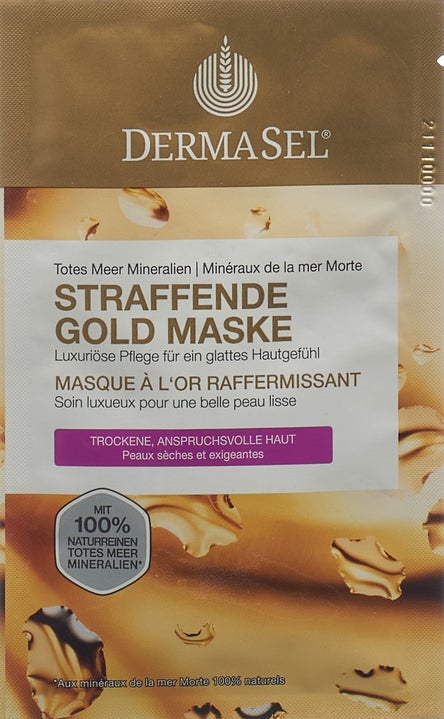 DERMASEL®
21110000
Totes Meer Mineralien | Minéraux de la mer Morte
STRAFFENDE
GOLD MASKE
Luxuriöse Pflege für ein glattes Hautgefühl
MASQUE À L'OR RAFFERMISSANT
Soin luxueux pour une belle peau lisse
TROCKENE, ANSPRUCHSVOLLE HAUT
Peaux sèches et exigeantes
MIT
100%
NATURREINEN
TOTES MEER
MINERALIEN*
*Aux minéraux de la mer Morte 100% naturels